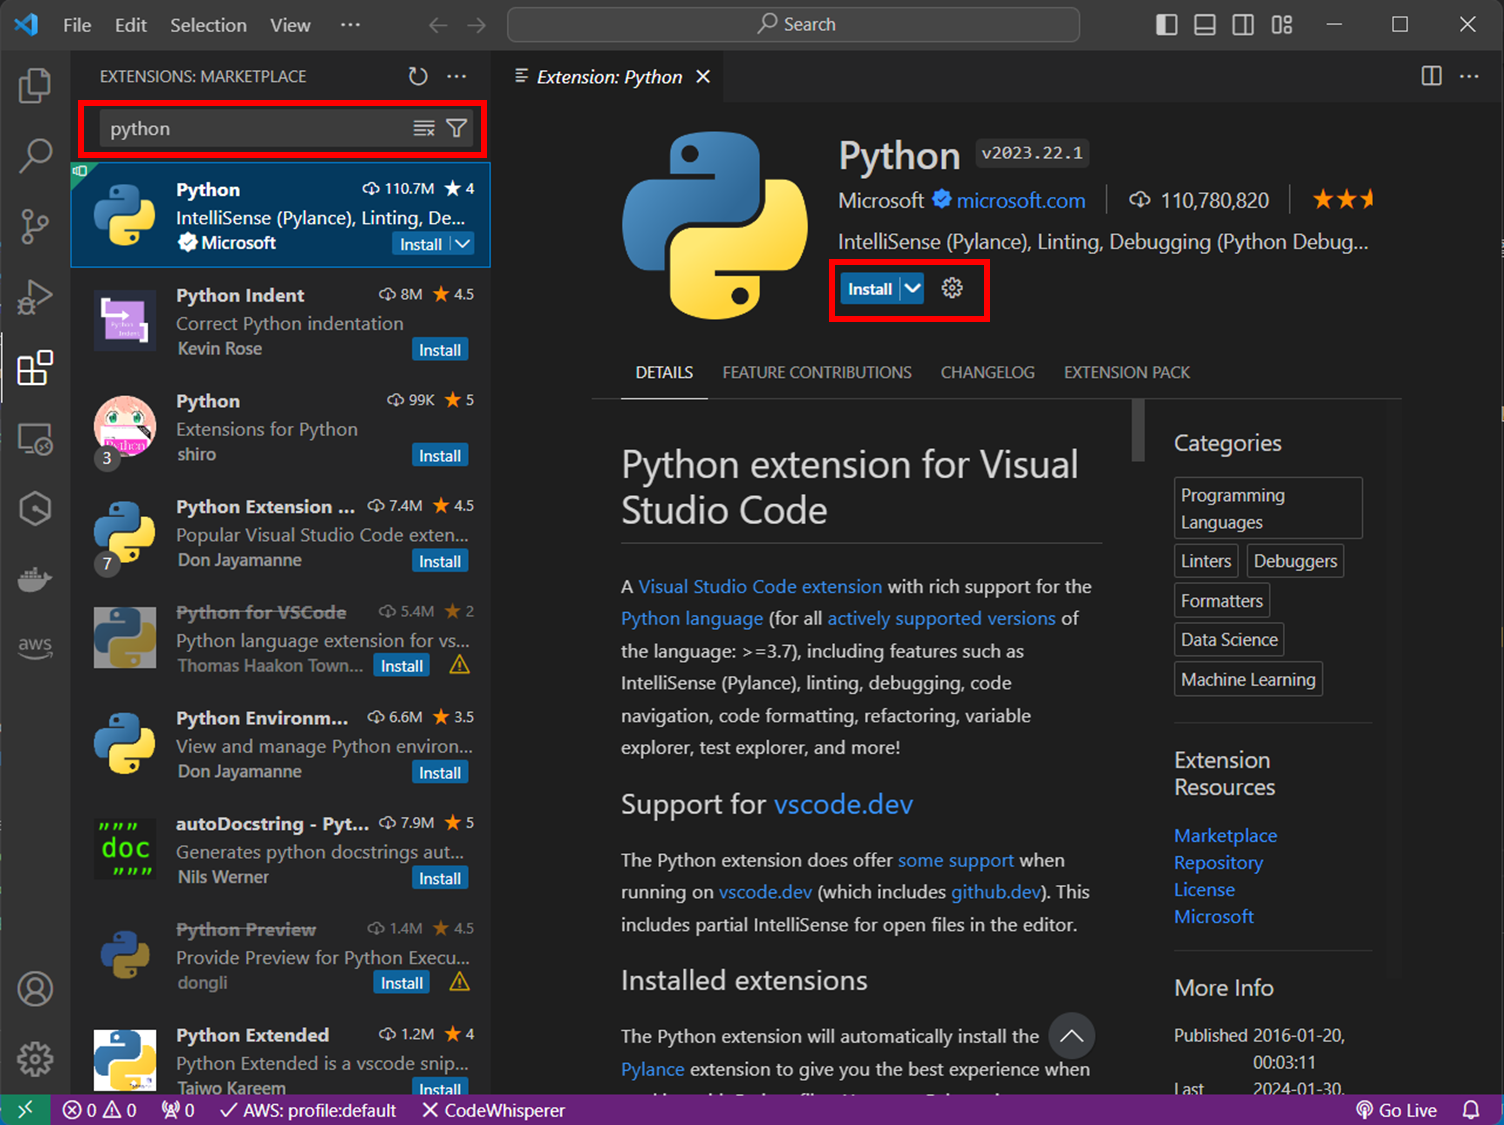 File Edit Selection View ···
Search
EXTENSIONS: MARKETPLACE
python
Python 110.7M 4
IntelliSense (Pylance), Linting, De...
Microsoft Install
Python Indent 8M 4.5
Correct Python indentation
Kevin Rose Install
Python 99K 5
Extensions for Python
shiro Install
3
Python Extension ... 7.4M 4.5
Popular Visual Studio Code exten...
Don Jayamanne Install
7
Python for VSCode 5.4M 2
Python language extension for vs...
Thomas Haakon Town... Install
Python Environm... 6.6M 3.5
View and manage Python environ...
Don Jayamanne Install
autoDocstring - Pyt... 7.9M 5
Generates python docstrings aut...
Nils Werner Install
""" doc """
Python Preview 1.4M 4.5
Provide Preview for Python Execu...
dongli Install
Python Extended 1.2M 4
Python Extended is a vscode snip...
Taiwo Kareem Install
aws
Extension: Python
Python v2023.22.1
Microsoft microsoft.com 110,780,820
IntelliSense (Pylance), Linting, Debugging (Python Debug...
Install
DETAILS FEATURE CONTRIBUTIONS CHANGELOG EXTENSION PACK
Python extension for Visual
Studio Code
A Visual Studio Code extension with rich support for the
Python language (for all actively supported versions of
the language: >=3.7), including features such as
IntelliSense (Pylance), linting, debugging, code
navigation, code formatting, refactoring, variable
explorer, test explorer, and more!
Support for vscode.dev
The Python extension does offer some support when
running on vscode.dev (which includes github.dev). This
includes partial IntelliSense for open files in the editor.
Installed extensions
The Python extension will automatically install the
Pylance extension to give you the best experience when
Categories
Programming
Languages
Linters Debuggers
Formatters
Data Science
Machine Learning
Extension
Resources
Marketplace
Repository
License
Microsoft
More Info
Published 2016-01-20,
00:03:11
Last 2024-01-30,
0 0 0 AWS: profile:default CodeWhisperer Go Live